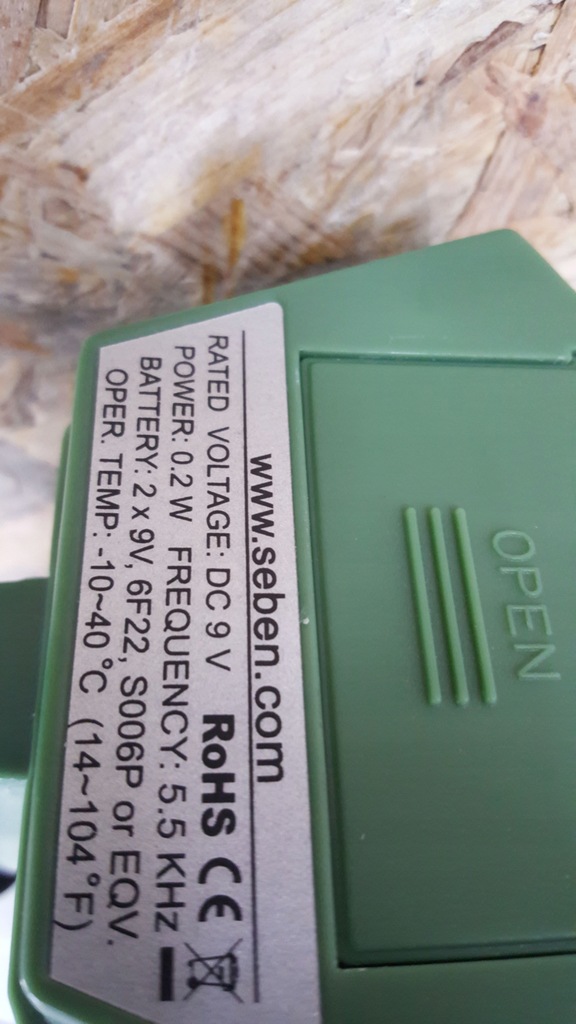 www.seben.com
RATED VOLTAGE: DC 9 V RoHS CE
POWER: 0.2 W FREQUENCY: 5.5 KHz
BATTERY: 2 x 9V, 6F22, S006P or EQV.
OPER. TEMP: -10~40°C (14~104°F)
OPEN